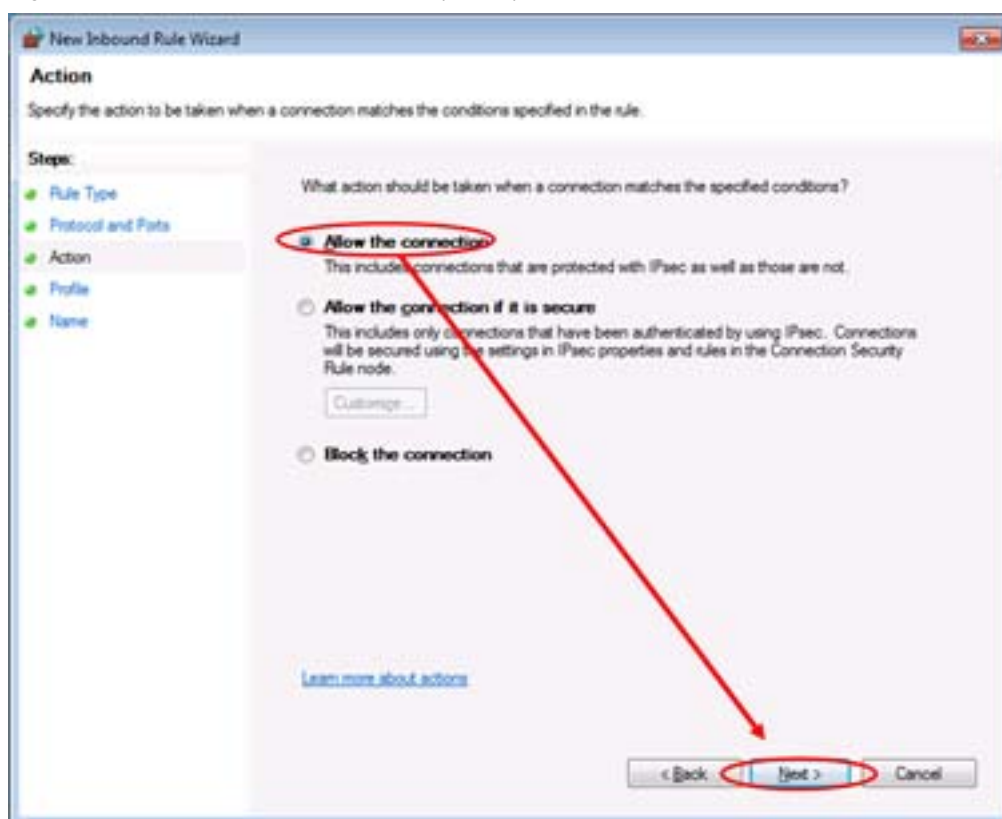 New Inbound Rule Wizard
Action
Specify the action to be taken when a connection matches the conditions specified in the rule.
Steps:
Rule Type
Protocol and Ports
Action
Profile
Name
What action should be taken when a connection matches the specified conditions?
Allow the connection
This includes connections that are protected with IPsec as well as those are not.
Allow the connection if it is secure
This includes only connections that have been authenticated by using IPsec. Connections
will be secured using the settings in IPsec properties and rules in the Connection Security
Rule node.
Customize...
Block the connection
Learn more about actions
< Back
Next >
Cancel